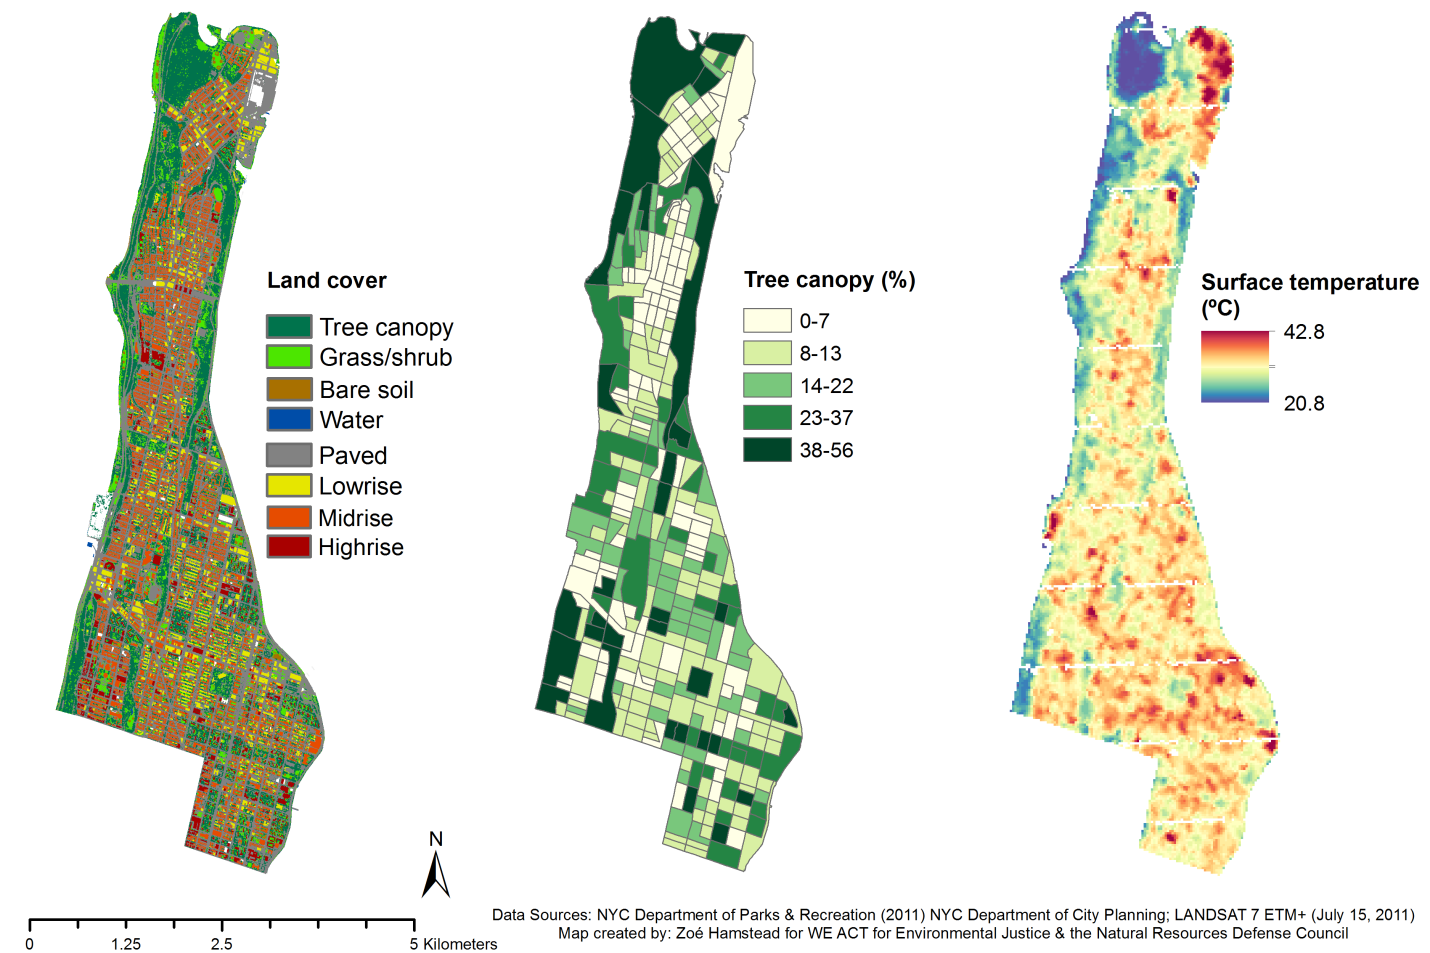 Land cover
Tree canopy
Grass/shrub
Bare soil
Water
Paved
Lowrise
Midrise
Highrise
Tree canopy (%)
0-7
8-13
14-22
23-37
38-56
Surface temperature
(ºC)
42.8
20.8
N
0 1.25 2.5 5 Kilometers
Data Sources: NYC Department of Parks & Recreation (2011) NYC Department of City Planning; LANDSAT 7 ETM+ (July 15, 2011)
Map created by: Zoé Hamstead for WE ACT for Environmental Justice & the Natural Resources Defense Council